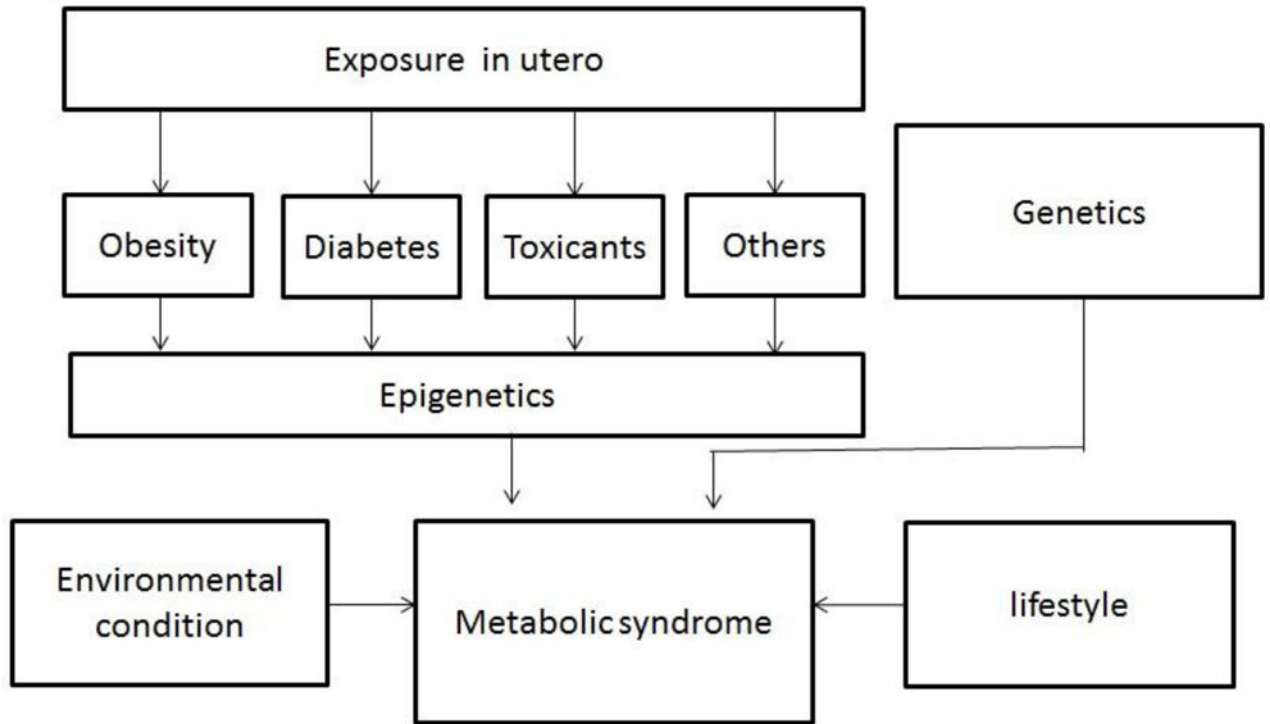 Exposure in utero
Genetics
Obesity
Diabetes
Toxicants
Others
Epigenetics
Environmental
condition
Metabolic syndrome
lifestyle